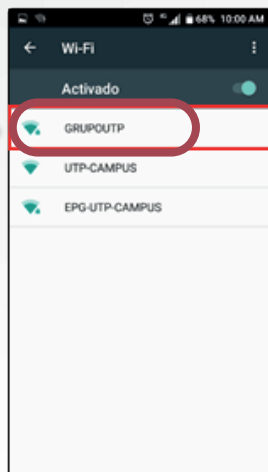 68% 10:00 AM
Wi-Fi
Activado
GRUPOUTP
UTP-CAMPUS
EPG-UTP-CAMPUS